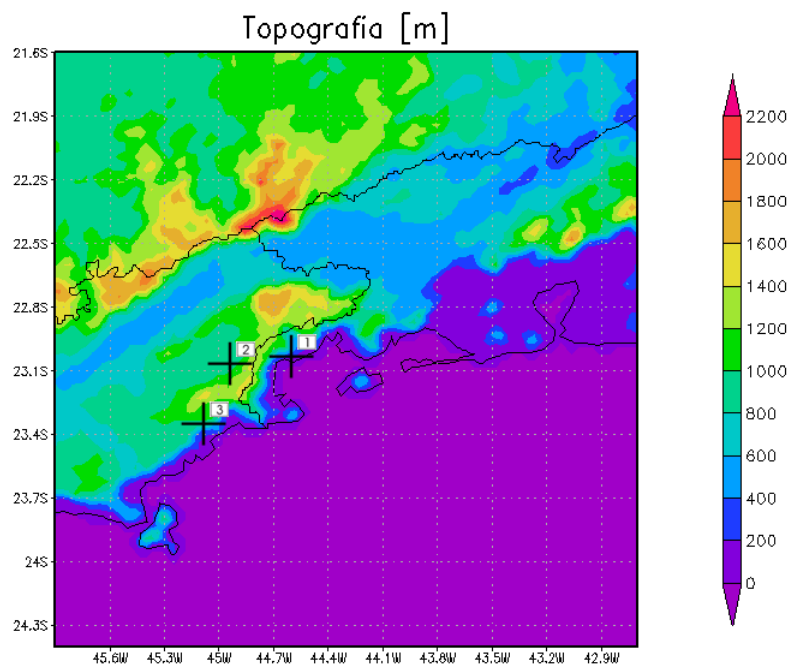 Topografía [m]
21.6S
21.9S
22.2S
22.5S
22.8S
23.1S
23.4S
23.7S
24S
24.3S
45.6W 45.3W 45W 44.7W 44.4W 44.1W 43.8W 43.5W 43.2W 42.9W
1
2
3
2200
2000
1800
1600
1400
1200
1000
800
600
400
200
0